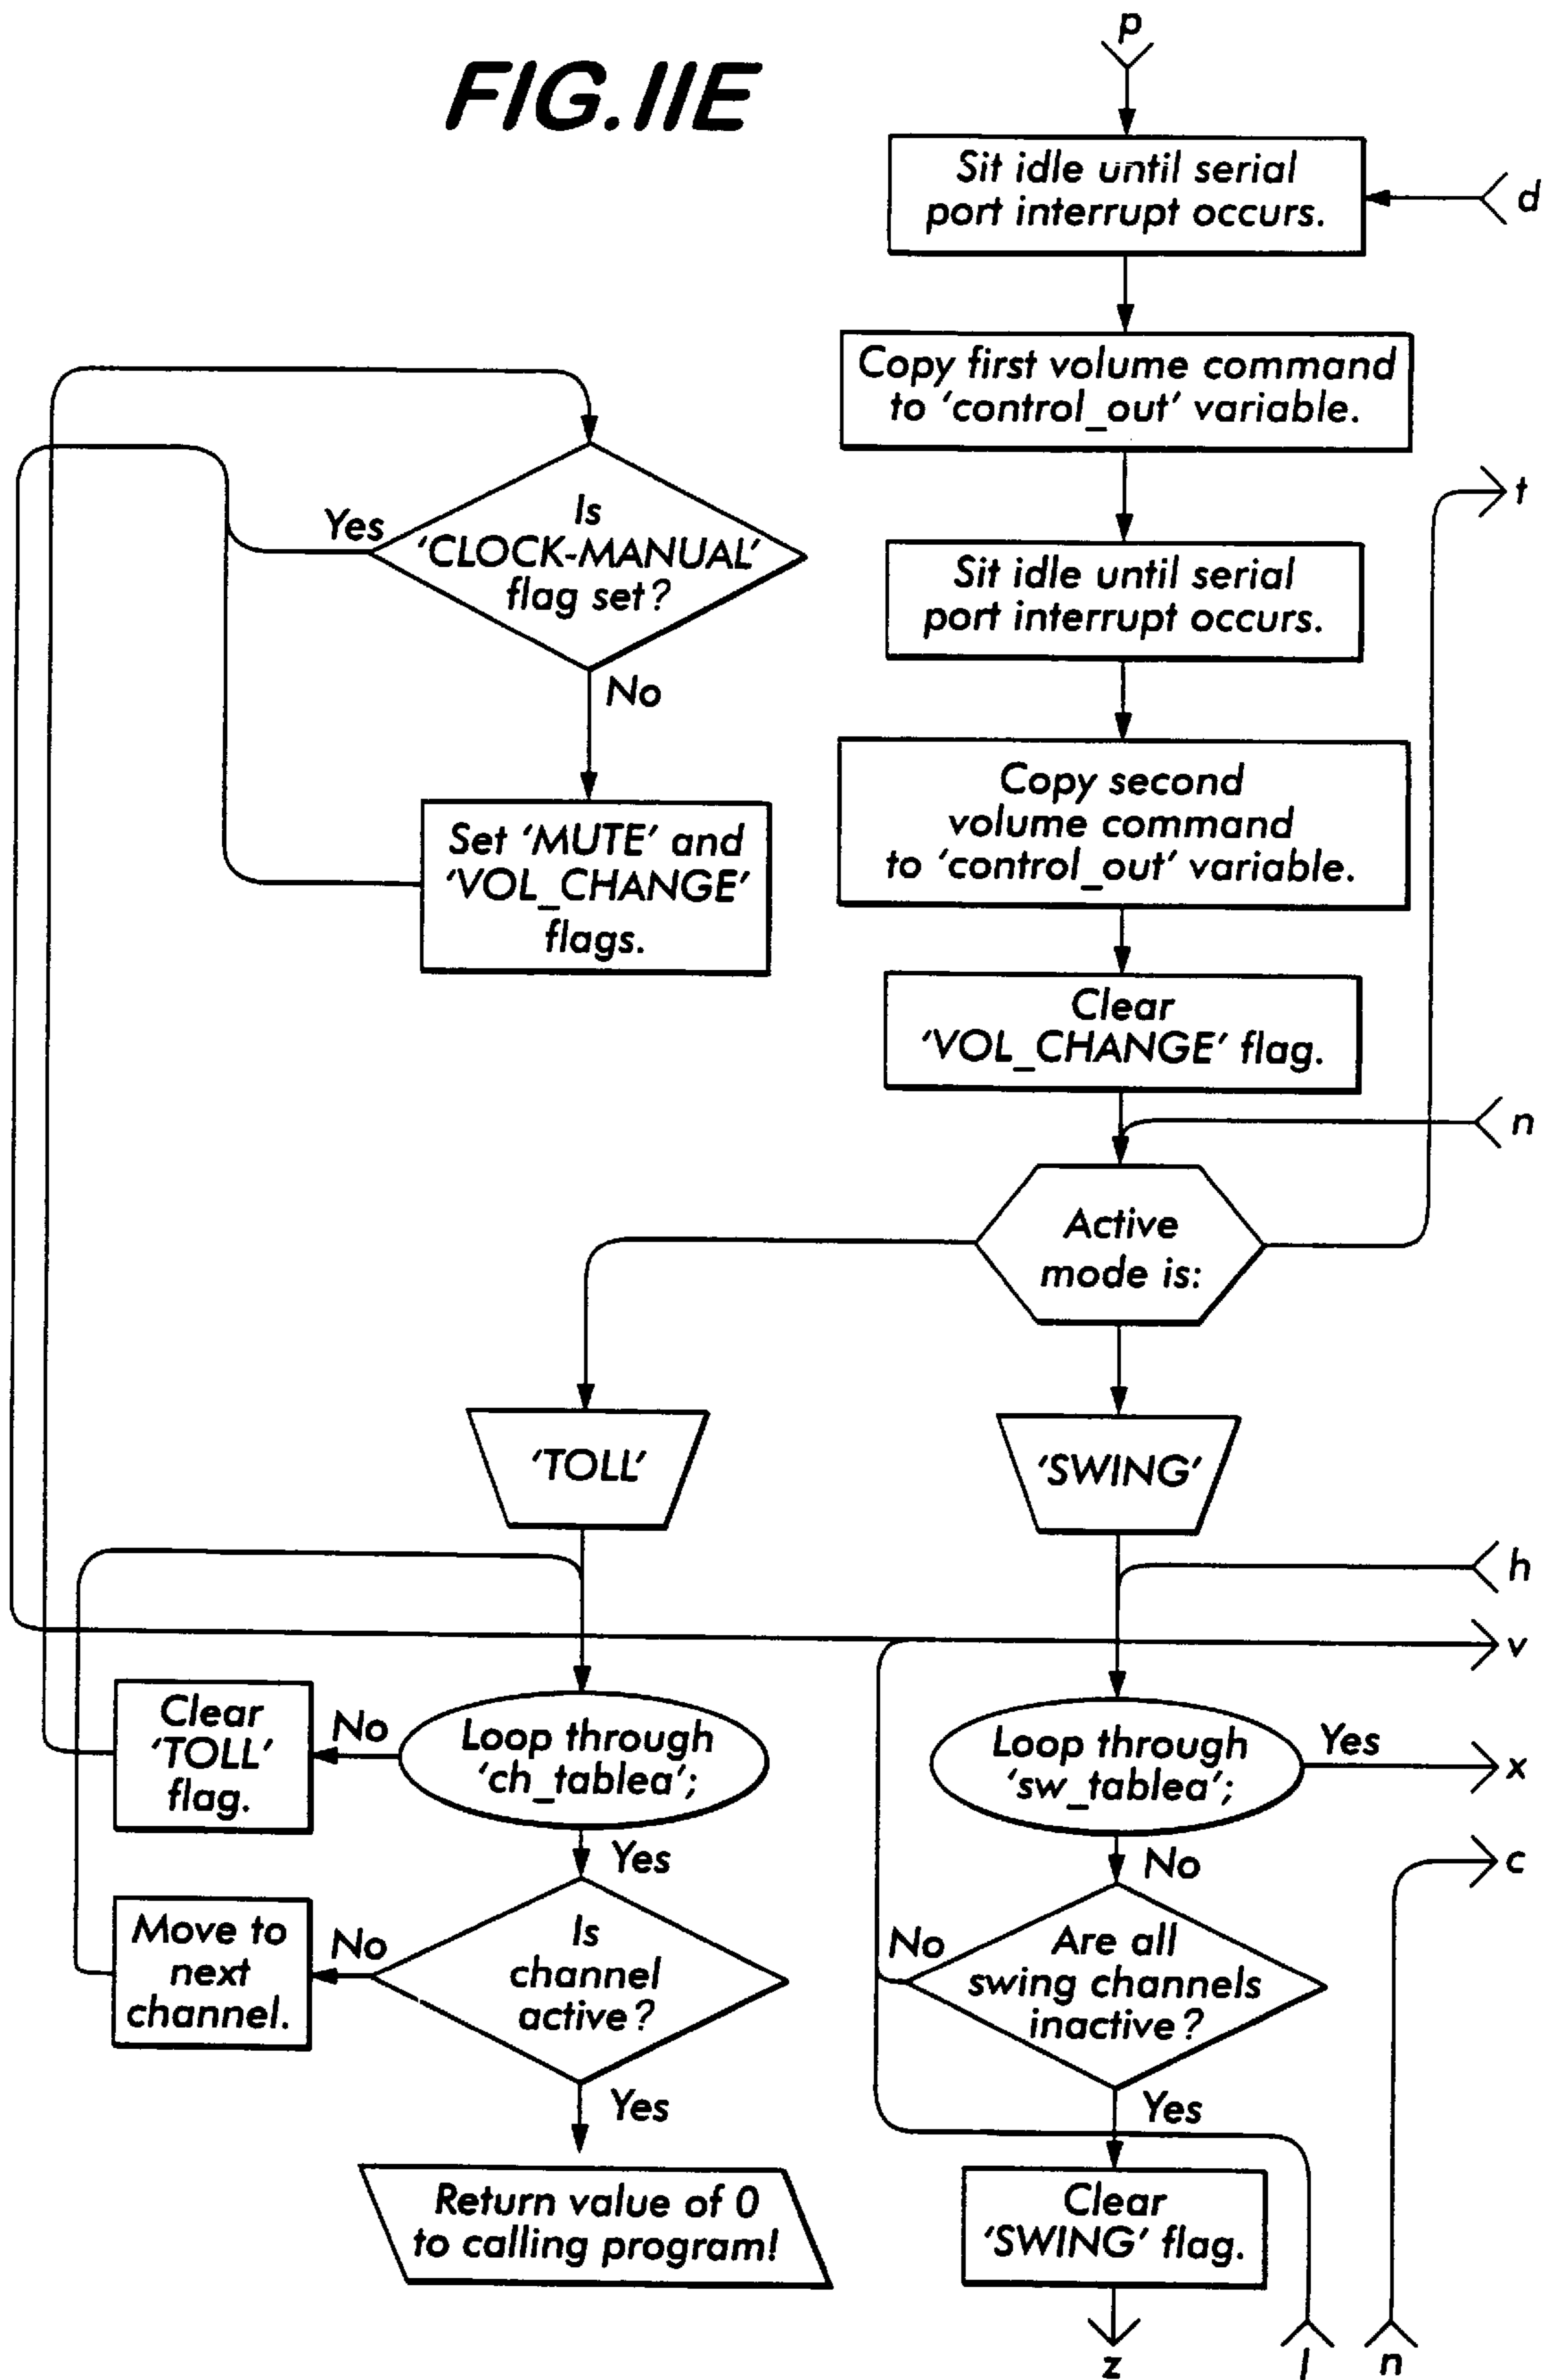 FIG. 11E
p
Sit idle until serial
port interrupt occurs.
d
Copy first volume command
to 'control_out' variable.
t
Is
'CLOCK-MANUAL'
flag set?
Yes
No
Sit idle until serial
port interrupt occurs.
Set 'MUTE' and
'VOL_CHANGE'
flags.
Copy second
volume command
to 'control_out' variable.
Clear
'VOL_CHANGE' flag.
n
Active
mode is:
'TOLL'
'SWING'
h
v
Clear
'TOLL'
flag.
No
Loop through
'ch_tablea';
Yes
Loop through
'sw_tablea';
Yes
x
No
c
Move to
next
channel.
No
Is
channel
active?
Yes
No
Are all
swing channels
inactive?
Yes
Return value of 0
to calling program!
Clear
'SWING' flag.
z
l
n